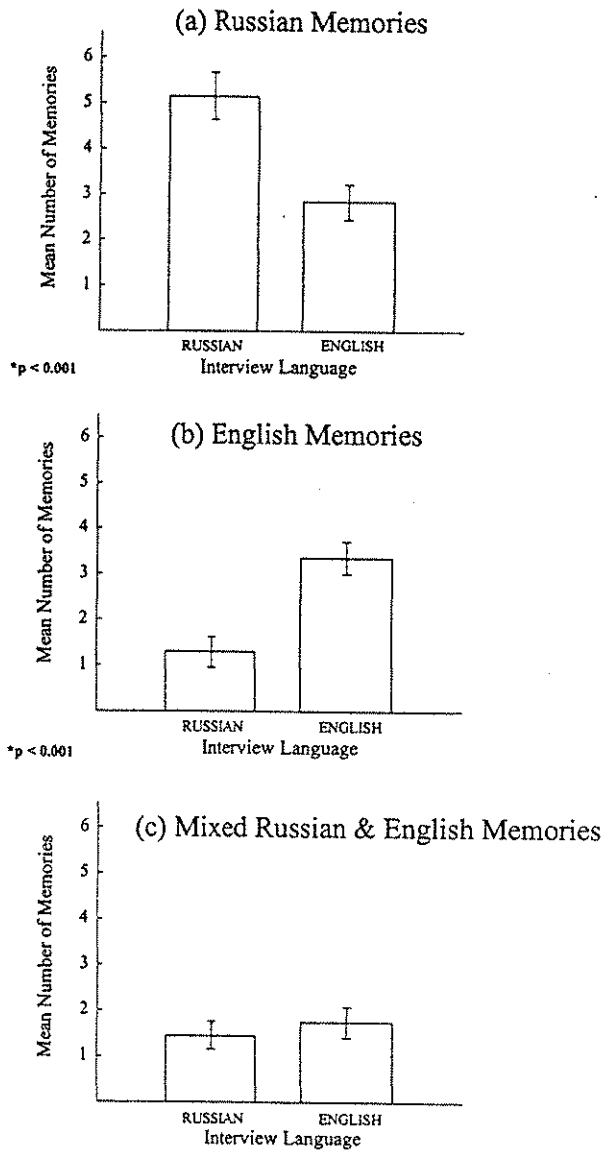 (a) Russian Memories
6
5
4
3
2
1
Mean Number of Memories
RUSSIAN ENGLISH
*p < 0.001
Interview Language
(b) English Memories
6
5
4
3
2
1
Mean Number of Memories
RUSSIAN ENGLISH
*p < 0.001
Interview Language
(c) Mixed Russian & English Memories
6
5
4
3
2
1
Mean Number of Memories
RUSSIAN ENGLISH
Interview Language